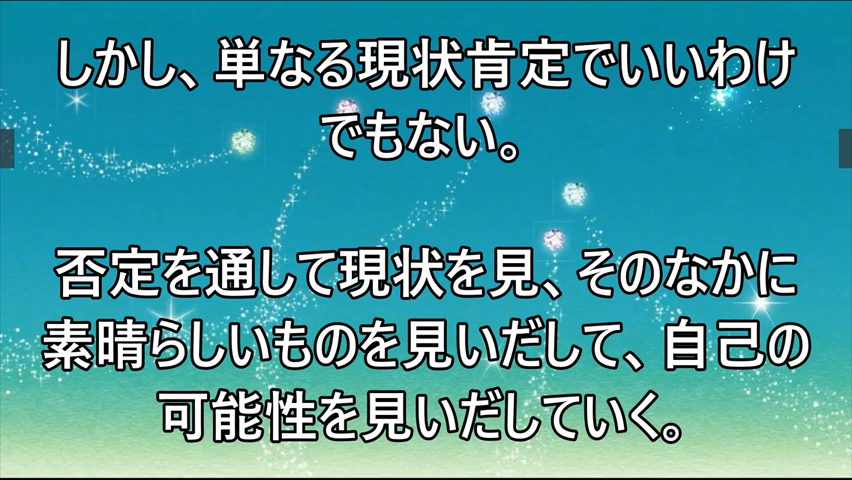 しかし、単なる現状肯定でいいわけ
でもない。
否定を通して現状を見、そのなかに
素晴らしいものを見いだして、自己の
可能性を見いだしていく。